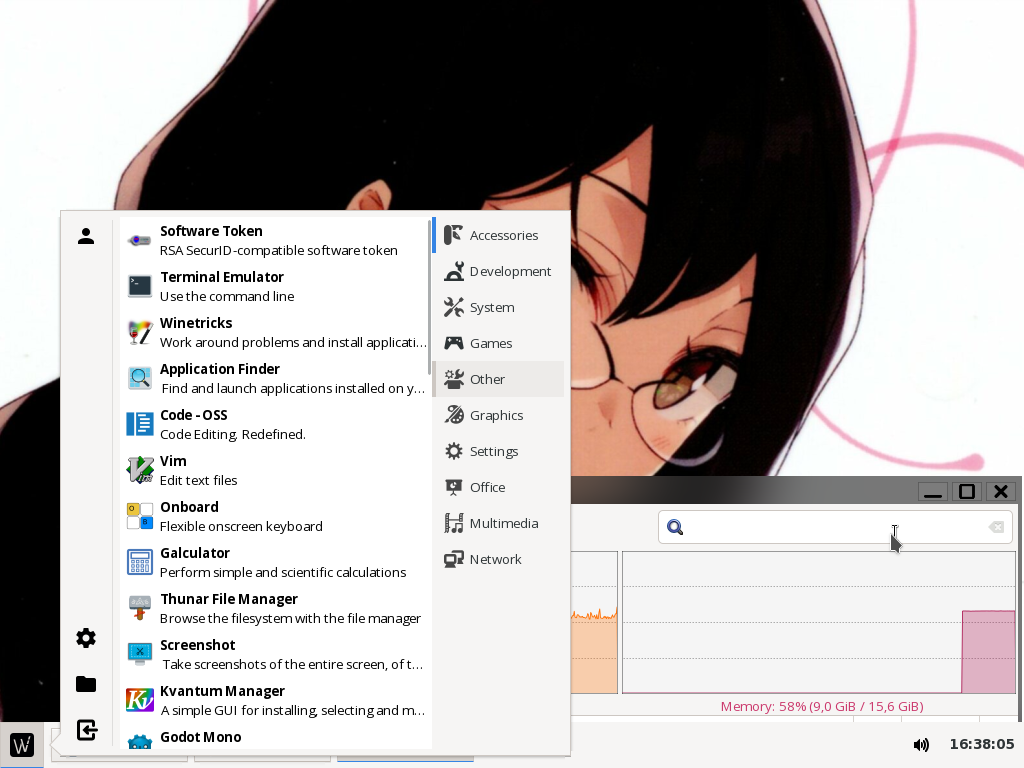 Software Token
RSA SecurID-compatible software token
Terminal Emulator
Use the command line
Winetricks
Work around problems and install applicati...
Application Finder
Find and launch applications installed on y...
Code - OSS
Code Editing. Redefined.
Vim
Edit text files
Onboard
Flexible onscreen keyboard
Galculator
Perform simple and scientific calculations
Thunar File Manager
Browse the filesystem with the file manager
Screenshot
Take screenshots of the entire screen, of t...
Kvantum Manager
A simple GUI for installing, selecting and m...
Godot Mono
Accessories
Development
System
Games
Other
Graphics
Settings
Office
Multimedia
Network
Memory: 58% (9,0 GiB / 15,6 GiB)
W
16:38:05